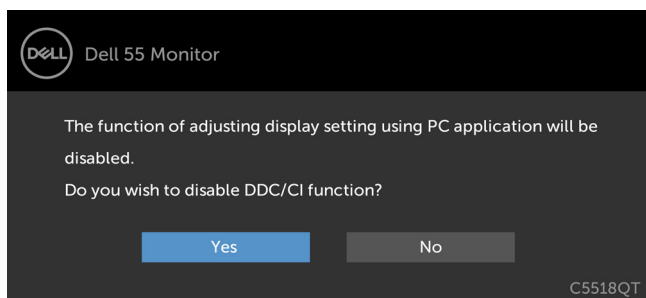 DELL Dell 55 Monitor
The function of adjusting display setting using PC application will be
disabled.
Do you wish to disable DDC/CI function?
Yes No
C5518QT